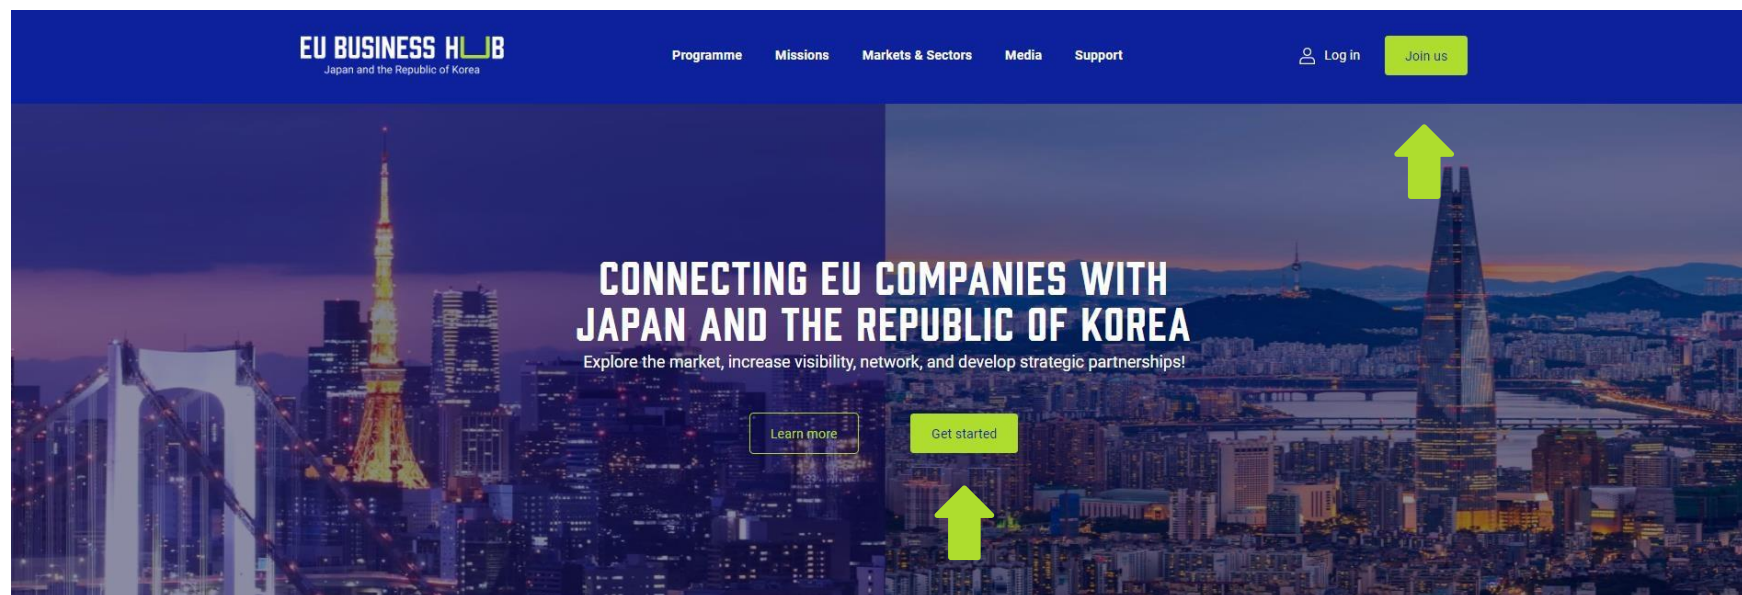 EU BUSINESS HUB
Japan and the Republic of Korea
Programme
Missions
Markets & Sectors
Media
Support
Log in
Join us
CONNECTING EU COMPANIES WITH
JAPAN AND THE REPUBLIC OF KOREA
Explore the market, increase visibility, network, and develop strategic partnerships!
Learn more
Get started